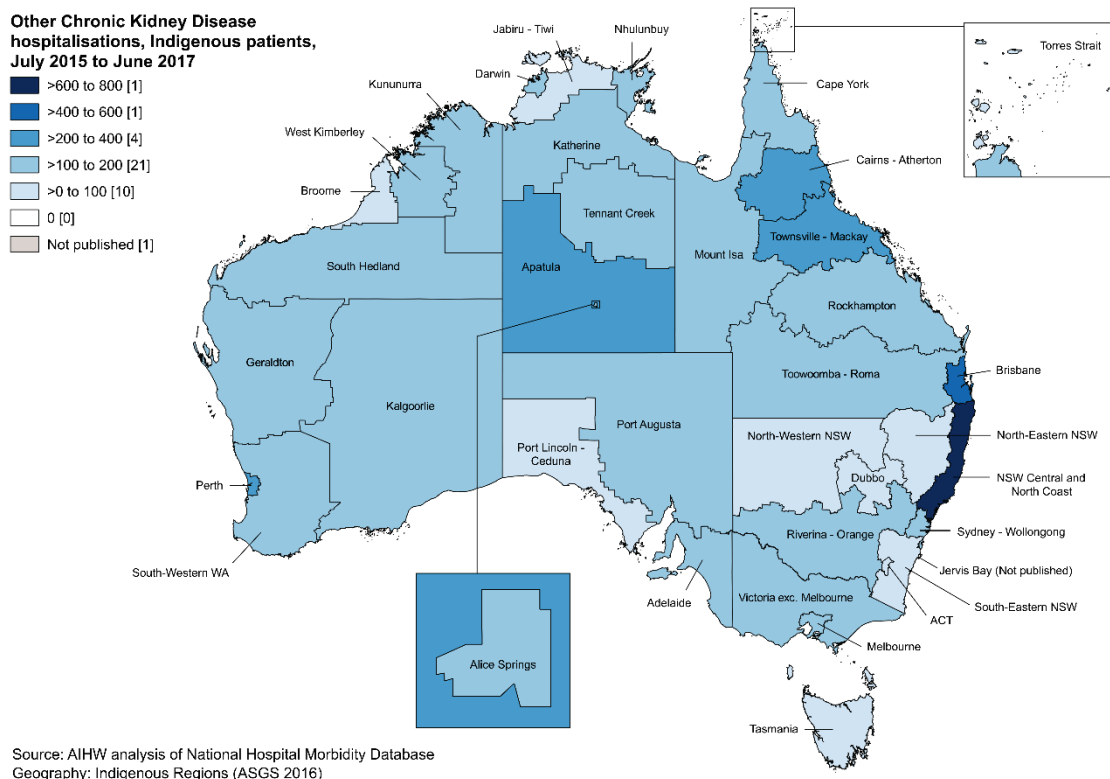 Other Chronic Kidney Disease
hospitalisations, Indigenous patients,
July 2015 to June 2017
>600 to 800 [1]
>400 to 600 [1]
>200 to 400 [4]
>100 to 200 [21]
>0 to 100 [10]
0 [0]
Not published [1]
Jabiru - Tiwi
Nhulunbuy
Darwin
Kununurra
West Kimberley
Broome
Torres Strait
Cape York
Katherine
Cairns - Atherton
Tennant Creek
Townsville - Mackay
Mount Isa
Apatula
South Hedland
Rockhampton
Geraldton
Toowoomba - Roma
Brisbane
Kalgoorlie
Port Augusta
North-Western NSW
North-Eastern NSW
Port Lincoln -
Ceduna
Dubbo
NSW Central and
North Coast
Perth
Riverina - Orange
Sydney - Wollongong
South-Western WA
Jervis Bay (Not published)
Adelaide
Victoria exc. Melbourne
South-Eastern NSW
ACT
Melbourne
Alice Springs
Tasmania
Source: AIHW analysis of National Hospital Morbidity Database
Geography: Indigenous Regions (ASGS 2016)